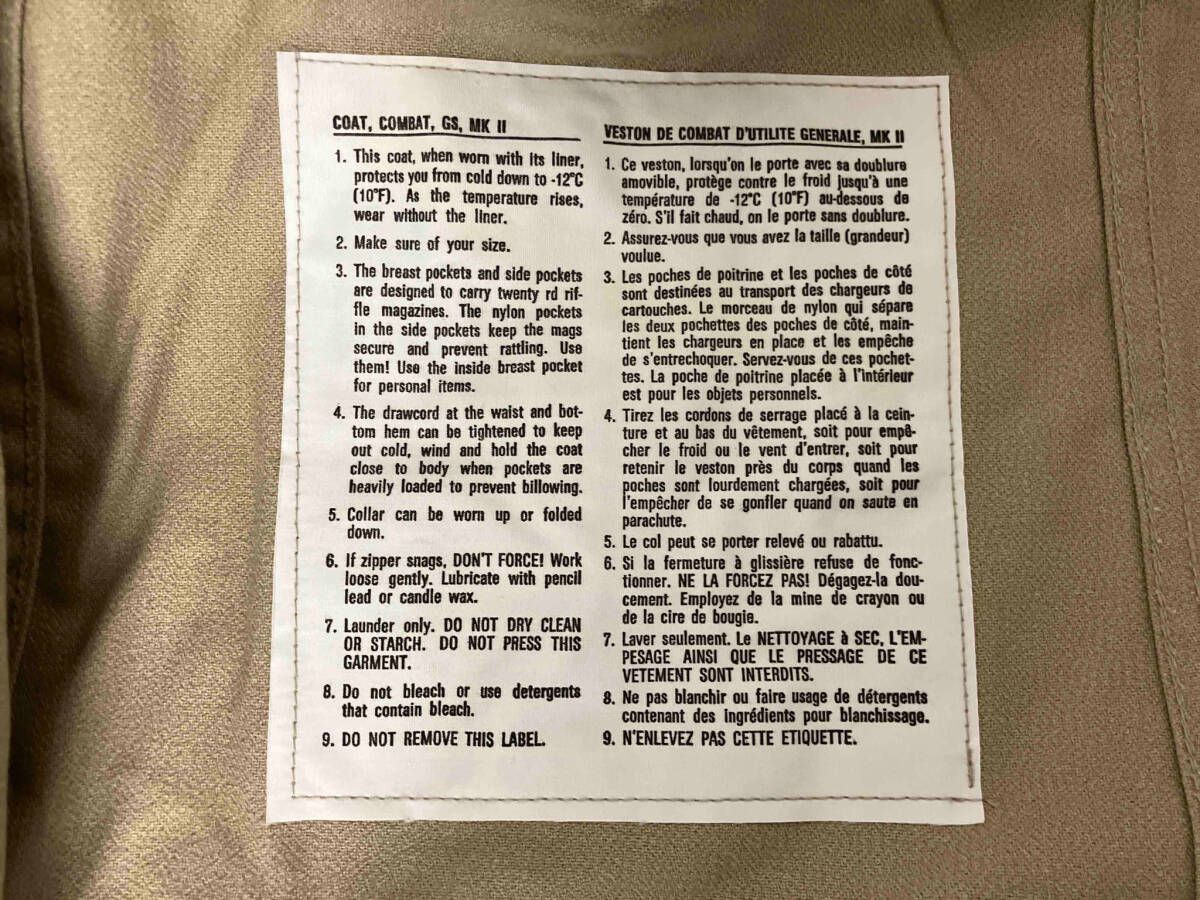 COAT, COMBAT, GS, MK II
1. This coat, when worn with its liner,
protects you from cold down to -12°C
(10°F). As the temperature rises,
wear without the liner.
2. Make sure of your size.
3. The breast pockets and side pockets
are designed to carry twenty rd rif-
fle magazines. The nylon pockets
in the side pockets keep the mags
secure and prevent rattling. Use
them! Use the inside breast pocket
for personal items.
4. The drawcord at the waist and bot-
tom hem can be tightened to keep
out cold, wind and hold the coat
close to body when pockets are
heavily loaded to prevent billowing.
5. Collar can be worn up or folded
down.
6. If zipper snags, DON'T FORCE! Work
loose gently. Lubricate with pencil
lead or candle wax.
7. Launder only. DO NOT DRY CLEAN
OR STARCH. DO NOT PRESS THIS
GARMENT.
8. Do not bleach or use detergents
that contain bleach.
9. DO NOT REMOVE THIS LABEL.
VESTON DE COMBAT D'UTILITE GENERALE, MK II
1. Ce veston, lorsqu'on le porte avec sa doublure
amovible, protège contre le froid jusqu'à une
température de -12°C (10°F) au-dessous de
zéro. S'il fait chaud, on le porte sans doublure.
2. Assurez-vous que vous avez la taille (grandeur)
voulue.
3. Les poches de poitrine et les poches de côté
sont destinées au transport des chargeurs de
cartouches. Le morceau de nylon qui sépare
les deux pochettes des poches de côté, main-
tient les chargeurs en place et les empêche
de s'entrechoquer. Servez-vous de ces pochet-
tes. La poche de poitrine placée à l'intérieur
est pour les objets personnels.
4. Tirez les cordons de serrage placé à la cein-
ture et au bas du vêtement, soit pour empê-
cher le froid ou le vent d'entrer, soit pour
retenir le veston près du corps quand les
poches sont lourdement chargées, soit pour
l'empêcher de se gonfler quand on saute en
parachute.
5. Le col peut se porter relevé ou rabattu.
6. Si la fermeture à glissière refuse de fonc-
tionner. NE LA FORCEZ PAS! Dégagez-la dou-
cement. Employez de la mine de crayon ou
de la cire de bougie.
7. Laver seulement. Le NETTOYAGE à SEC, L'EM-
PESAGE AINSI QUE LE PRESSAGE DE CE
VETEMENT SONT INTERDITS.
8. Ne pas blanchir ou faire usage de détergents
contenant des ingrédients pour blanchissage.
9. N'ENLEVEZ PAS CETTE ETIQUETTE.